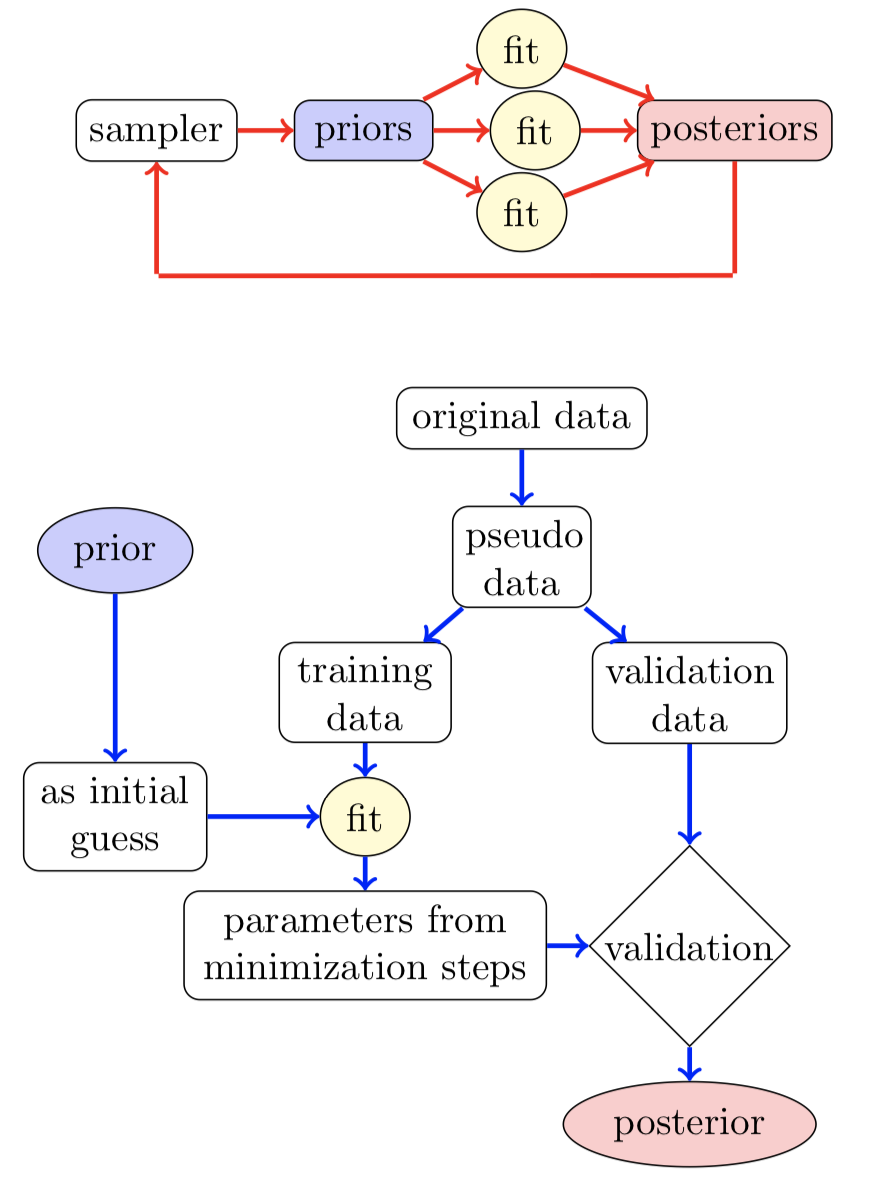 fit
sampler
priors
fit
posteriors
fit
original data
pseudo
data
prior
training
data
validation
data
as initial
guess
fit
parameters from
minimization steps
validation
posterior